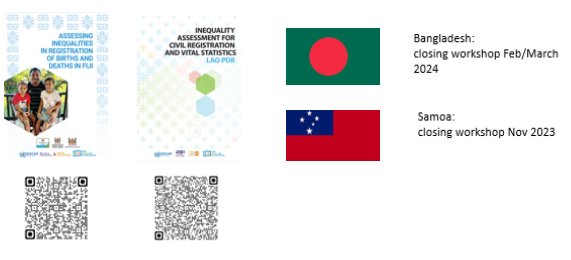 ASSESSING
INEQUALITIES
IN REGISTRATION
OF BIRTHS AND
DEATHS IN FIJI
INEQUALITY
ASSESSMENT FOR
CIVIL REGISTRATION
AND VITAL STATISTICS
LAO PDR
Bangladesh:
closing workshop Feb/March
2024
Samoa:
closing workshop Nov 2023